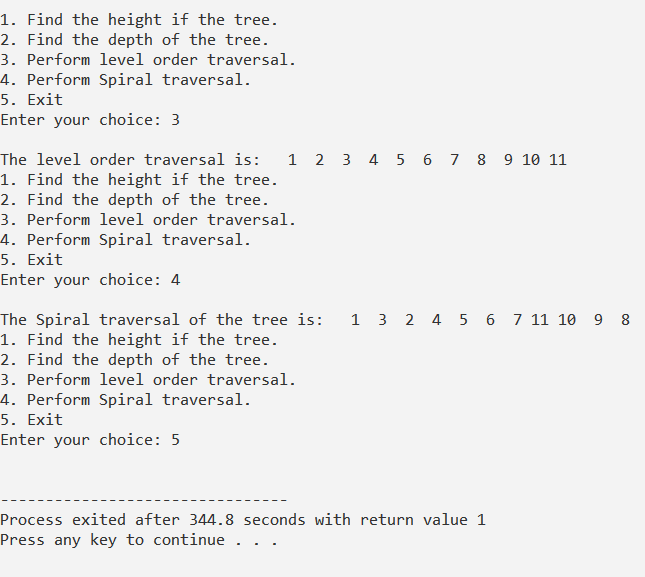 1. Find the height if the tree.
2. Find the depth of the tree.
3. Perform level order traversal.
4. Perform Spiral traversal.
5. Exit
Enter your choice: 3
The level order traversal is:   1  2  3  4  5  6  7  8  9 10 11
1. Find the height if the tree.
2. Find the depth of the tree.
3. Perform level order traversal.
4. Perform Spiral traversal.
5. Exit
Enter your choice: 4
The Spiral traversal of the tree is:   1  3  2  4  5  6  7 11 10  9  8
1. Find the height if the tree.
2. Find the depth of the tree.
3. Perform level order traversal.
4. Perform Spiral traversal.
5. Exit
Enter your choice: 5
--------------------------------
Process exited after 344.8 seconds with return value 1
Press any key to continue . . .